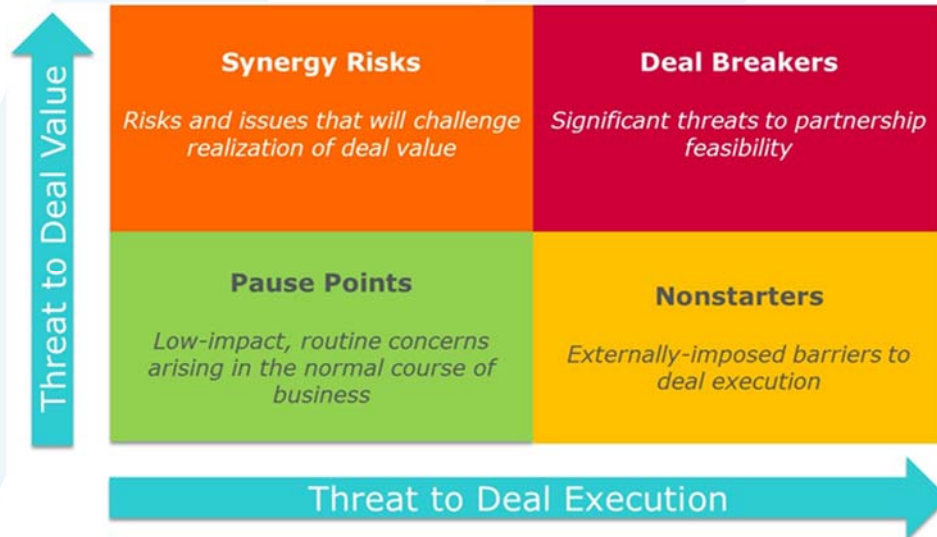 Threat to Deal Value
Synergy Risks
Risks and issues that will challenge
realization of deal value
Deal Breakers
Significant threats to partnership
feasibility
Pause Points
Low-impact, routine concerns
arising in the normal course of
business
Nonstarters
Externally-imposed barriers to
deal execution
Threat to Deal Execution